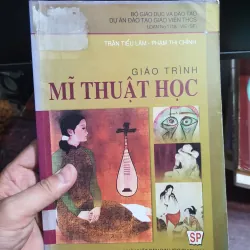 BỘ GIÁO DỤC VÀ ĐÀO TẠO
DỰ ÁN ĐÀO TẠO GIÁO VIÊN THCS
TRẦN TIỂU LÂM - PHẠM THỊ CHỈNH
GIÁO TRÌNH
MĨ THUẬT HỌC
SP